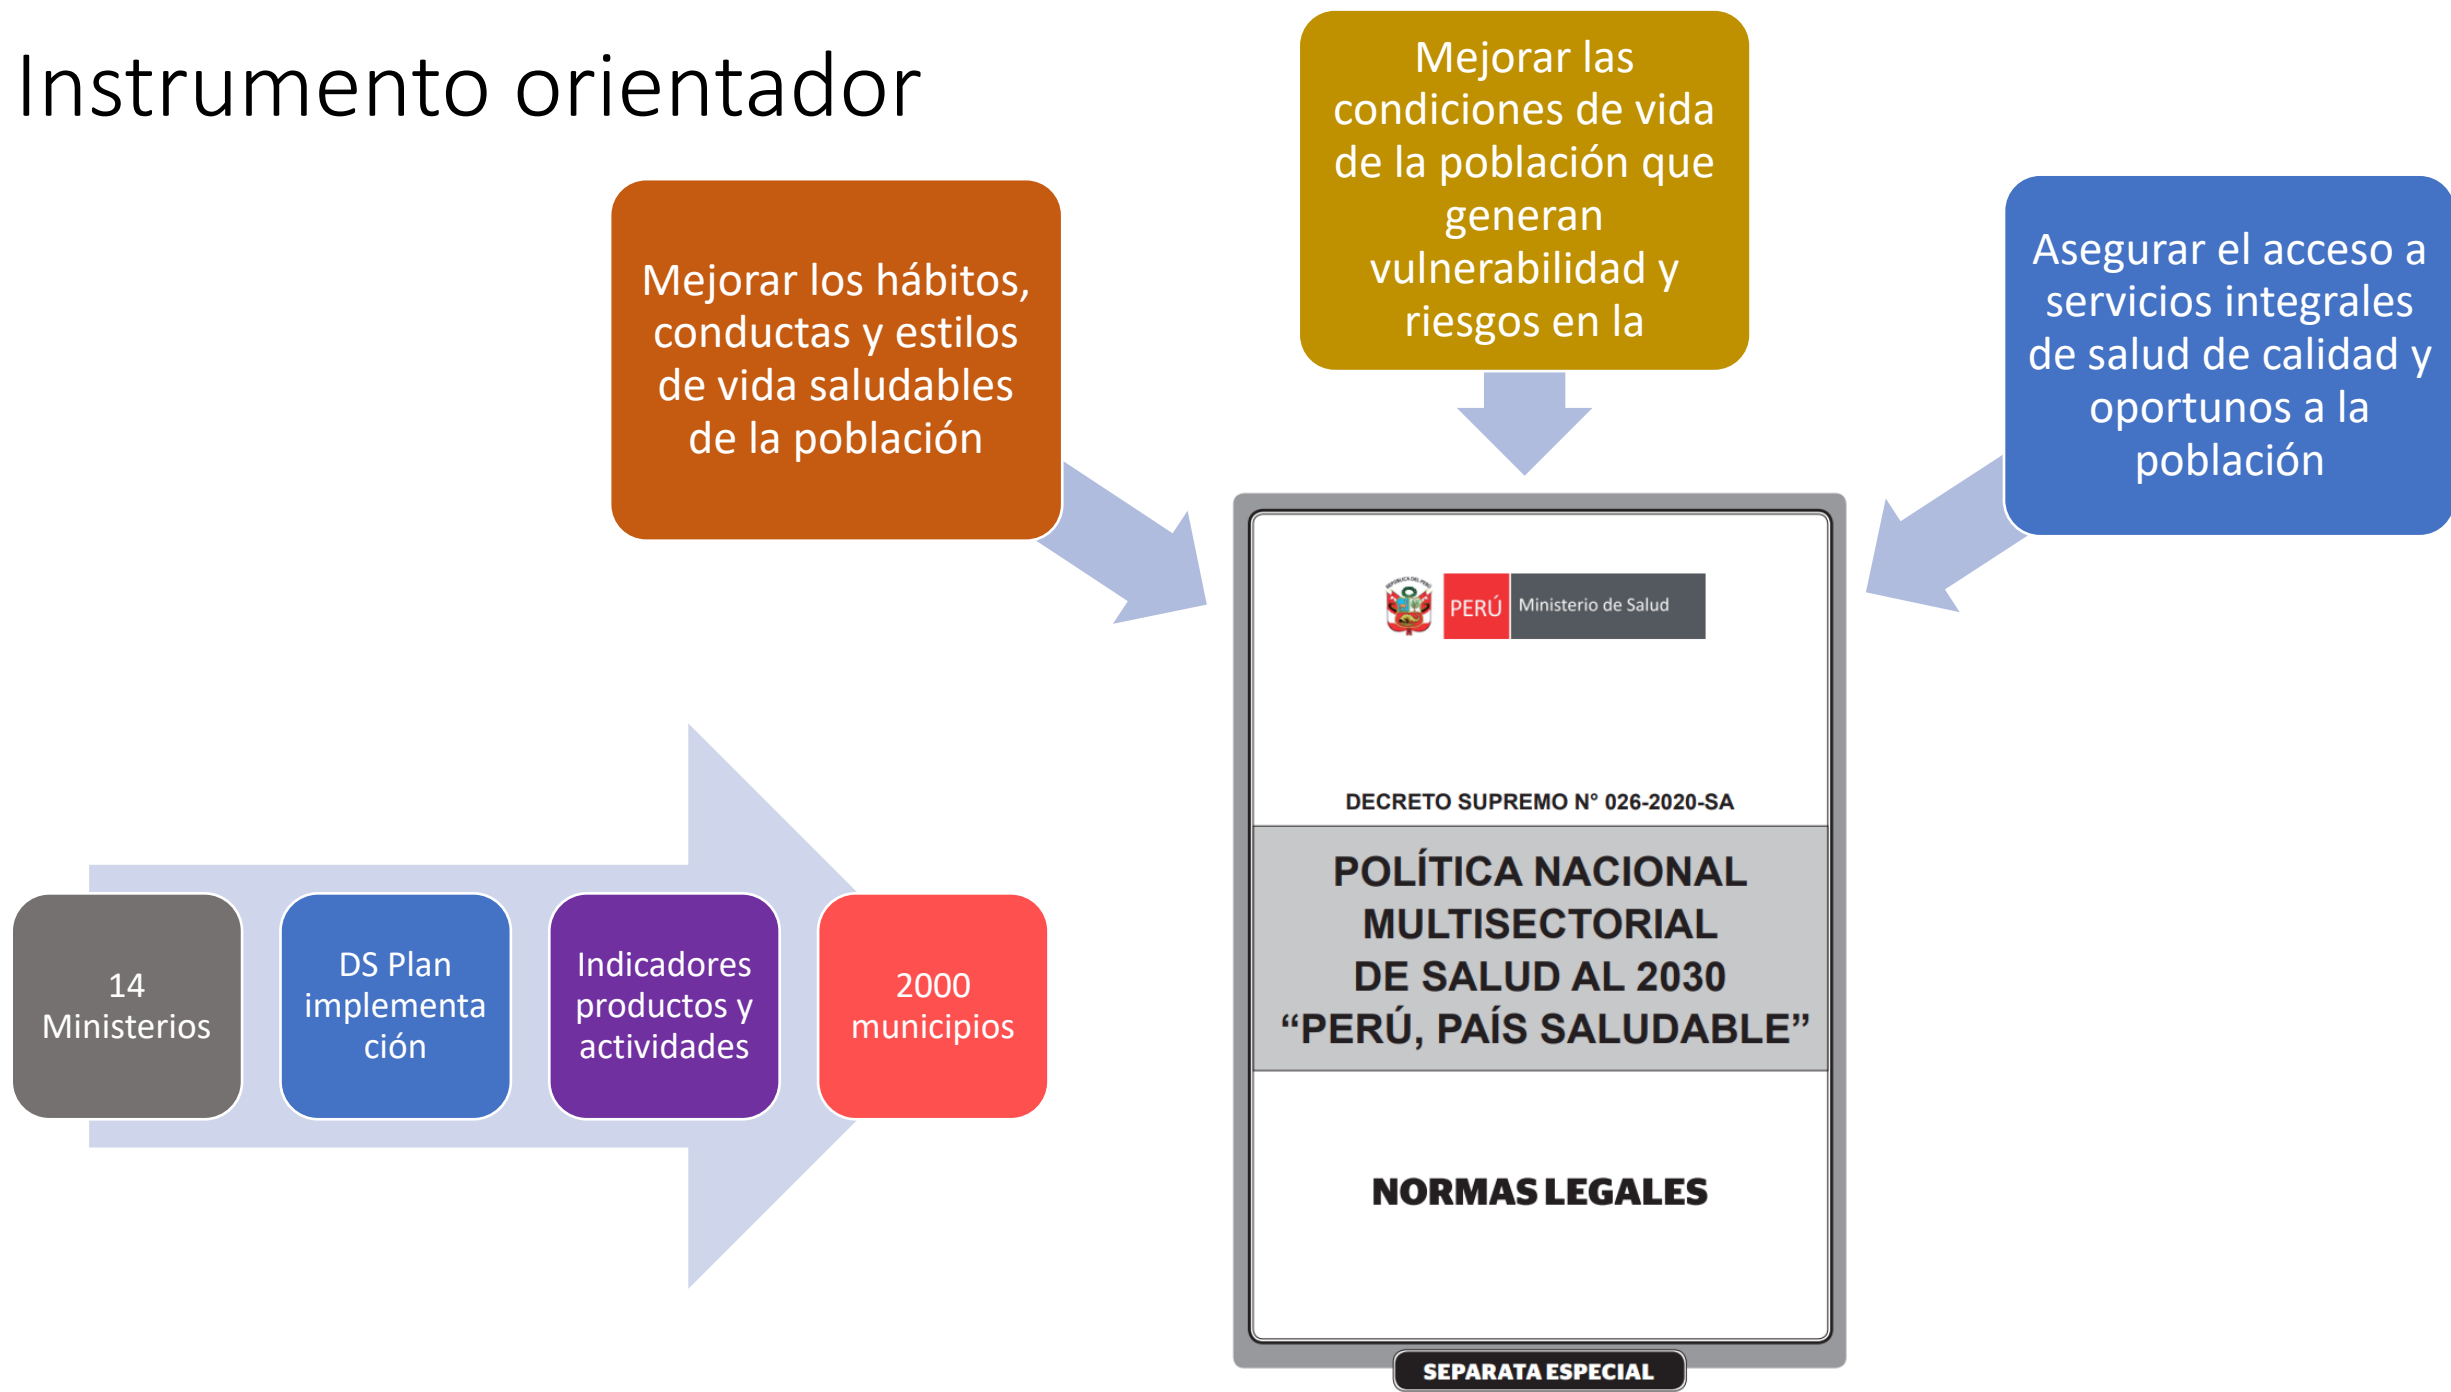 Instrumento orientador
Mejorar los hábitos,
conductas y estilos
de vida saludables
de la población
Mejorar las
condiciones de vida
de la población que
generan
vulnerabilidad y
riesgos en la
Asegurar el acceso a
servicios integrales
de salud de calidad y
oportunos a la
población
14
Ministerios
DS Plan
implementa
ción
Indicadores
productos y
actividades
2000
municipios
REPÚBLICA DEL PERÚ
PERÚ
Ministerio de Salud
DECRETO SUPREMO N° 026-2020-SA
POLÍTICA NACIONAL
MULTISECTORIAL
DE SALUD AL 2030
“PERÚ, PAÍS SALUDABLE”
NORMAS LEGALES
SEPARATA ESPECIAL